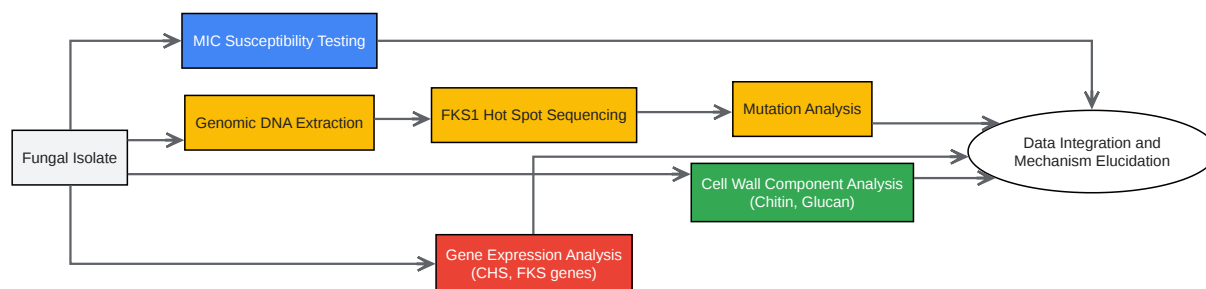 MIC Susceptibility Testing
Genomic DNA Extraction
FKS1 Hot Spot Sequencing
Mutation Analysis
Fungal Isolate
Data Integration and
Mechanism Elucidation
Cell Wall Component Analysis
(Chitin, Glucan)
Gene Expression Analysis
(CHS, FKS genes)